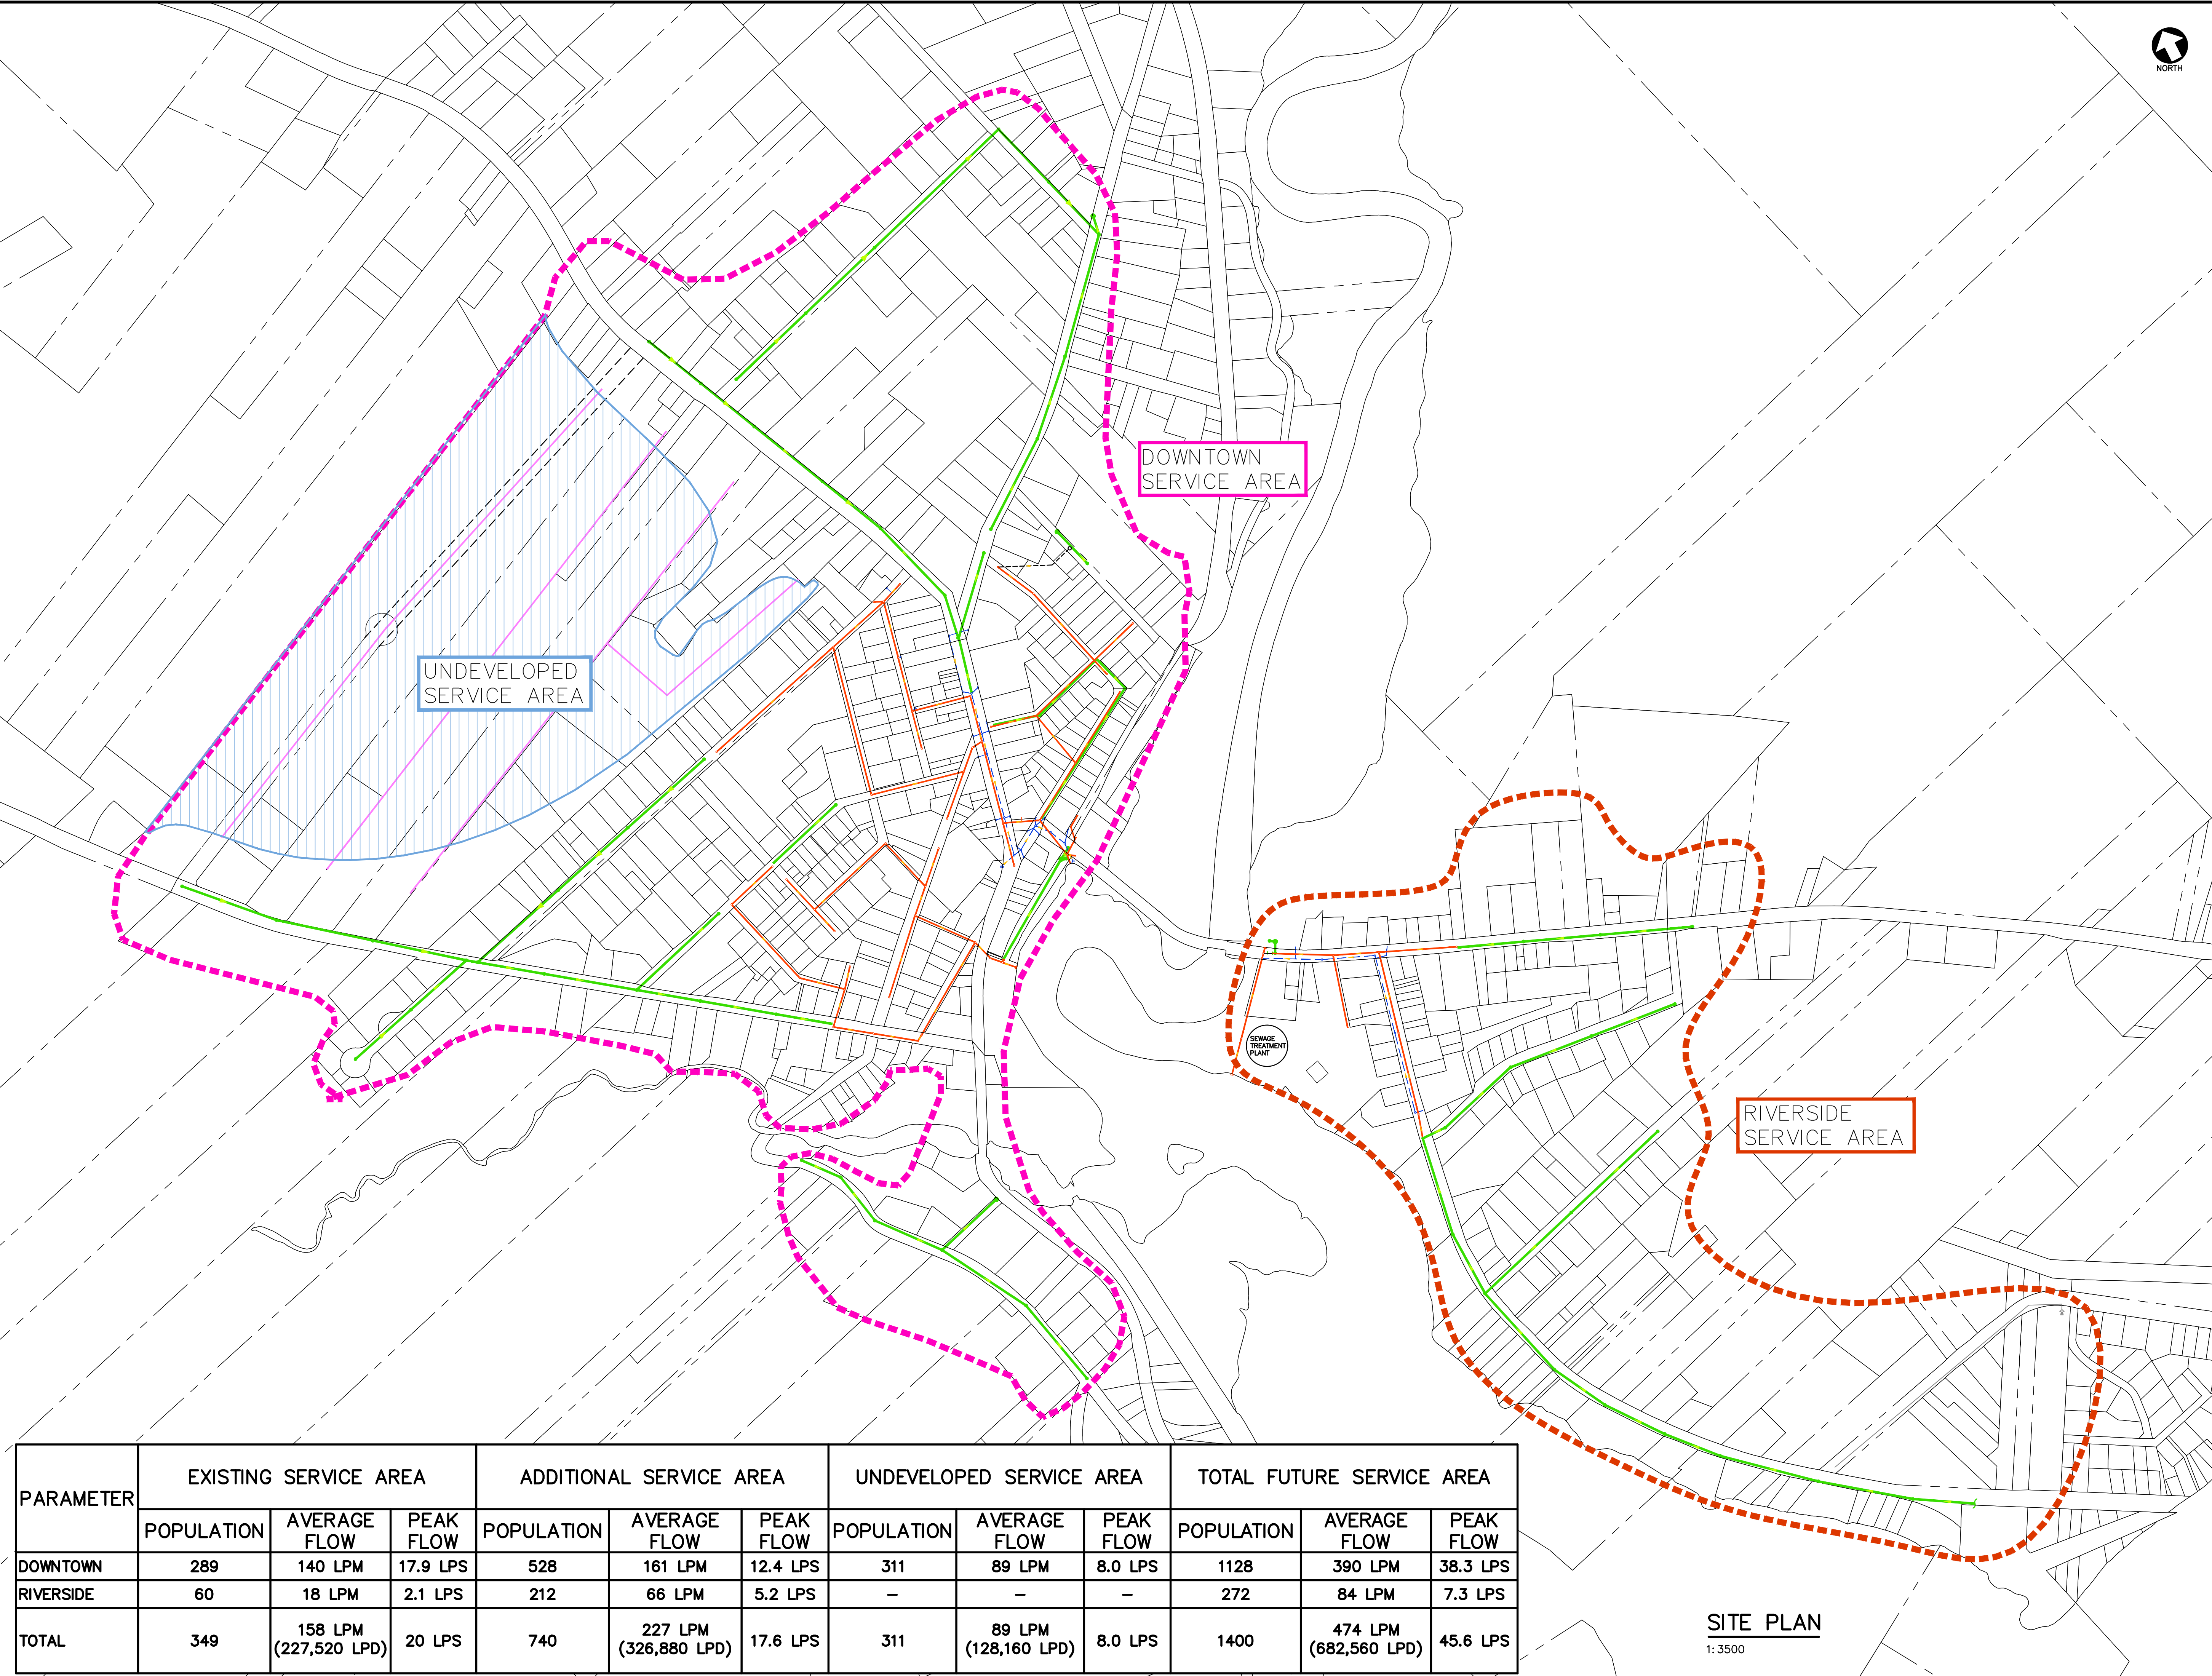 NORTH
DOWNTOWN
SERVICE AREA
UNDEVELOPED
SERVICE AREA
SEWAGE
TREATMENT
PLANT
RIVERSIDE
SERVICE AREA
PARAMETER EXISTING SERVICE AREA ADDITIONAL SERVICE AREA UNDEVELOPED SERVICE AREA TOTAL FUTURE SERVICE AREA
POPULATION AVERAGE FLOW PEAK FLOW POPULATION AVERAGE FLOW PEAK FLOW POPULATION AVERAGE FLOW PEAK FLOW POPULATION AVERAGE FLOW PEAK FLOW
DOWNTOWN 289 140 LPM 17.9 LPS 528 161 LPM 12.4 LPS 311 89 LPM 8.0 LPS 1128 390 LPM 38.3 LPS
RIVERSIDE 60 18 LPM 2.1 LPS 212 66 LPM 5.2 LPS – – – 272 84 LPM 7.3 LPS
TOTAL 349 158 LPM (227,520 LPD) 20 LPS 740 227 LPM (326,880 LPD) 17.6 LPS 311 89 LPM (128,160 LPD) 8.0 LPS 1400 474 LPM (682,560 LPD) 45.6 LPS
SITE PLAN
1:3500